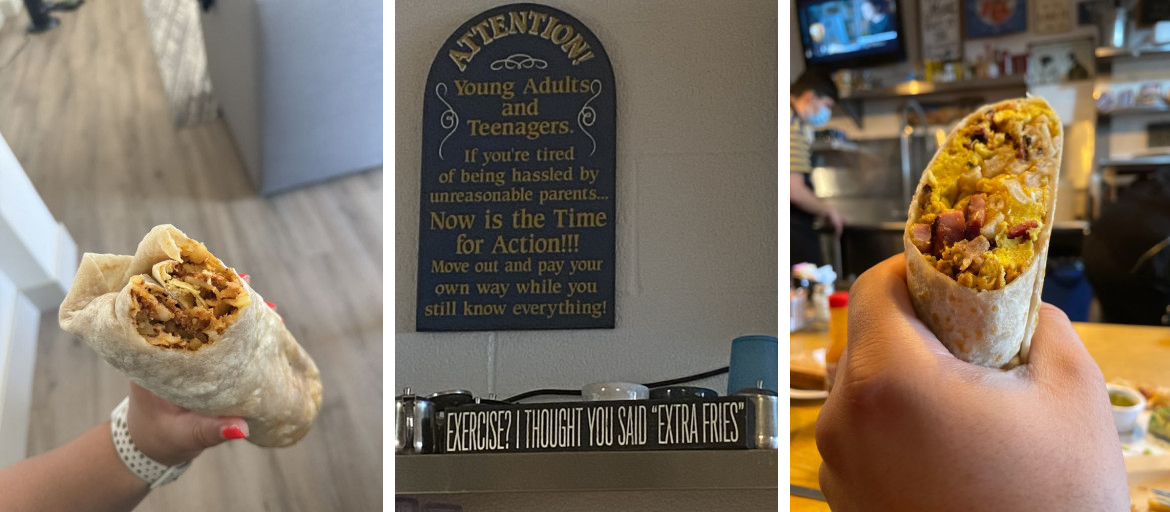 ATTENTION!
Young Adults
and
Teenagers.
If you're tired
of being hassled by
unreasonable parents...
Now is the Time
for Action!!!
Move out and pay your
own way while you
still know everything!
EXERCISE? I THOUGHT YOU SAID "EXTRA FRIES"